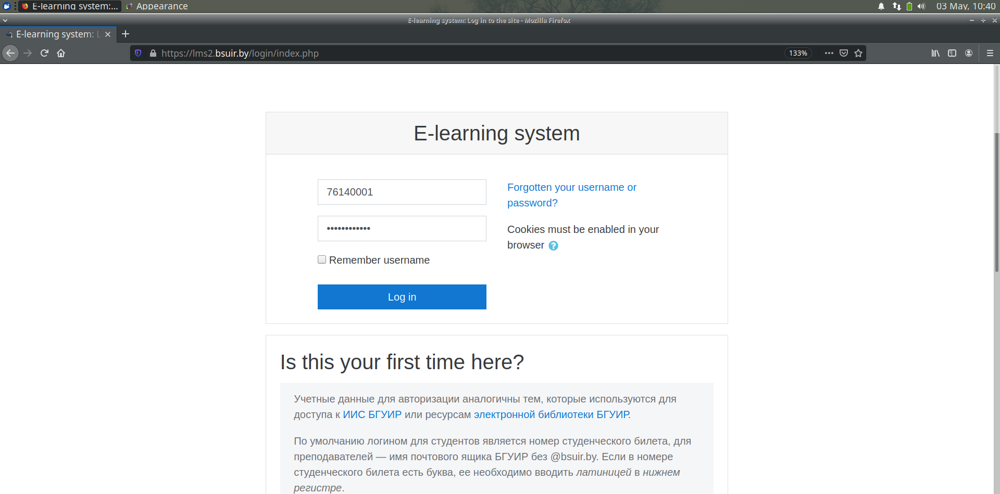 E-learning system:...
Appearance
03 May, 10:40
E-learning system: Log in to the site - Mozilla Firefox
E-learning system: L
https://lms2.bsuir.by/login/index.php
133%
E-learning system
76140001
Forgotten your username or
password?
Cookies must be enabled in your
browser
Remember username
Log in
Is this your first time here?
Учетные данные для авторизации аналогичны тем, которые используются для
доступа к ИИС БГУИР или ресурсам электронной библиотеки БГУИР.
По умолчанию логином для студентов является номер студенческого билета, для
преподавателей — имя почтового ящика БГУИР без @bsuir.by. Если в номере
студенческого билета есть буква, ее необходимо вводить латиницей в нижнем
регистре.